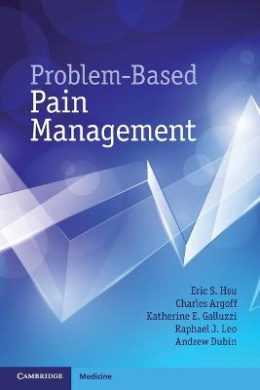 Problem-Based
Pain
Management
Eric S. Hsu
Charles Argoff
Katherine E. Galluzzi
Raphael J. Leo
Andrew Dubin
CAMBRIDGE
Medicine